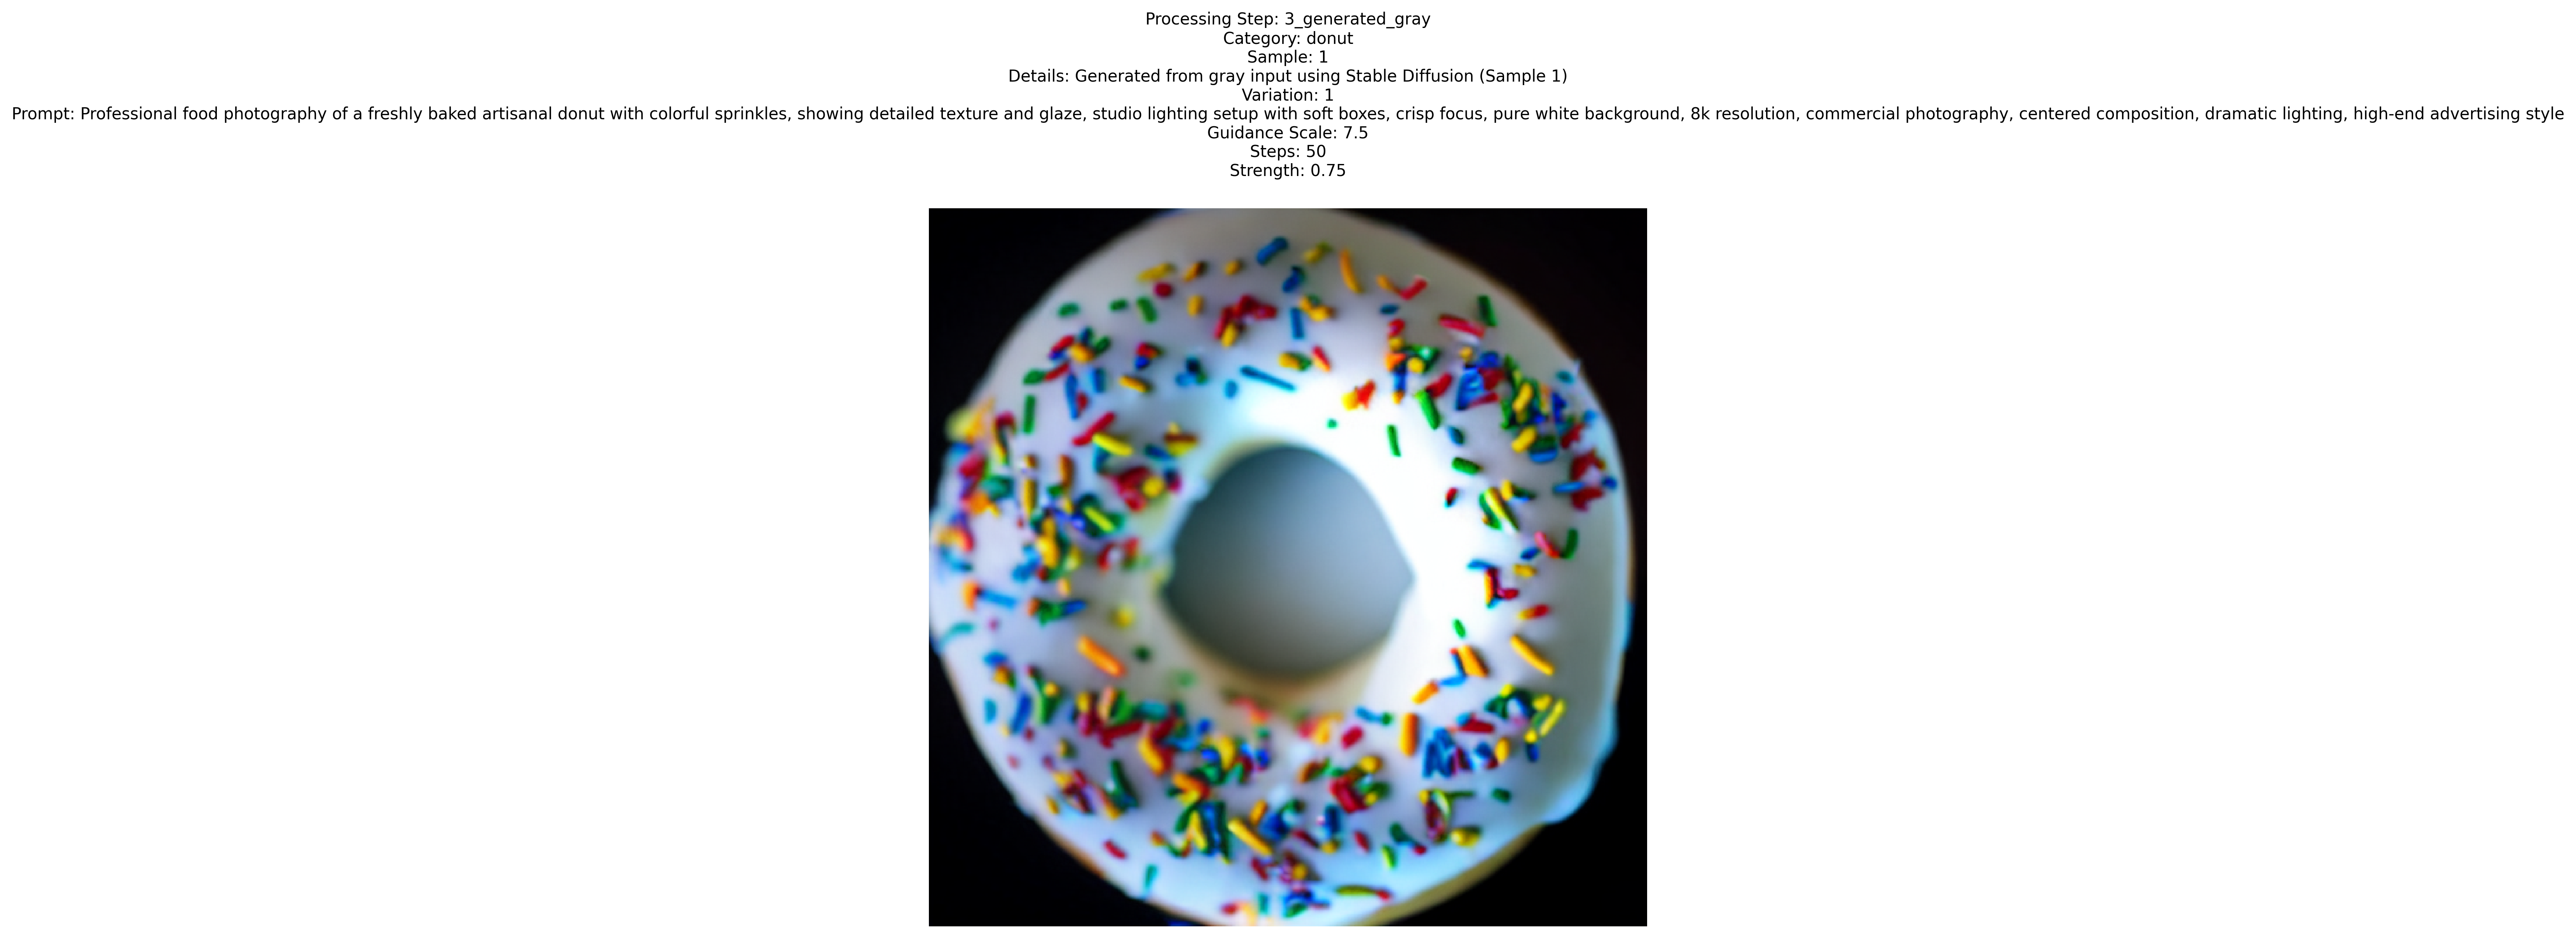 Processing Step: 3_generated_gray
Category: donut
Sample: 1
Details: Generated from gray input using Stable Diffusion (Sample 1)
Variation: 1
Prompt: Professional food photography of a freshly baked artisanal donut with colorful sprinkles, showing detailed texture and glaze, studio lighting setup with soft boxes, crisp focus, pure white background, 8k resolution, commercial photography, centered composition, dramatic lighting, high-end advertising style
Guidance Scale: 7.5
Steps: 50
Strength: 0.75